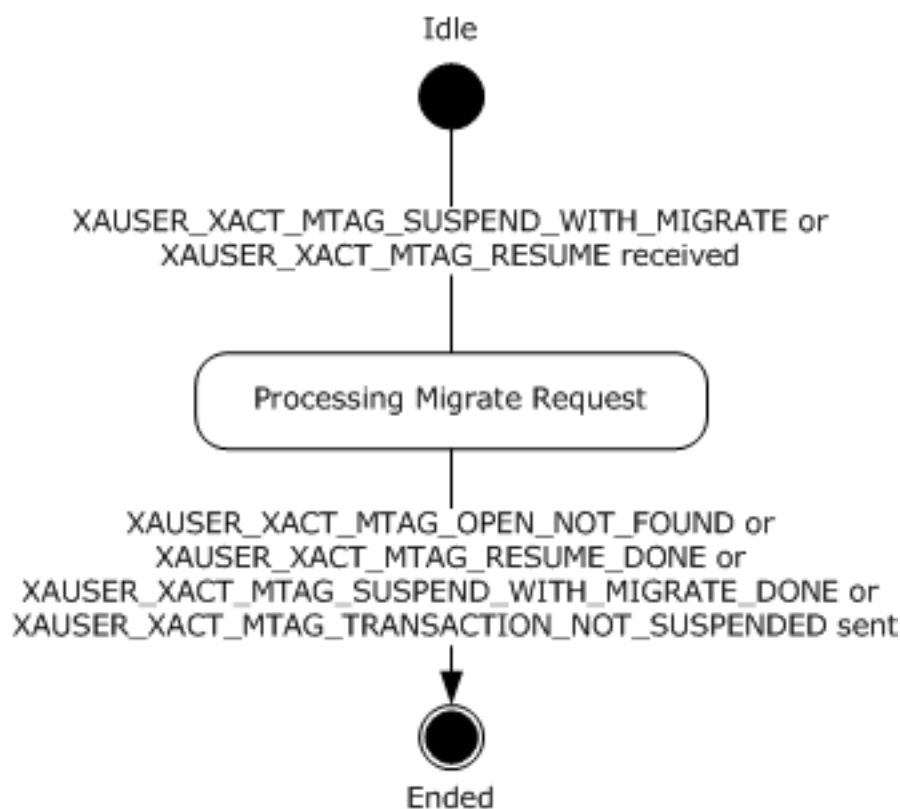 Idle
XAUSER_XACT_MTAG_SUSPEND_WITH_MIGRATE or
XAUSER_XACT_MTAG_RESUME received
Processing Migrate Request
XAUSER_XACT_MTAG_OPEN_NOT_FOUND or
XAUSER_XACT_MTAG_RESUME_DONE or
XAUSER_XACT_MTAG_SUSPEND_WITH_MIGRATE_DONE or
XAUSER_XACT_MTAG_TRANSACTION_NOT_SUSPENDED sent
Ended